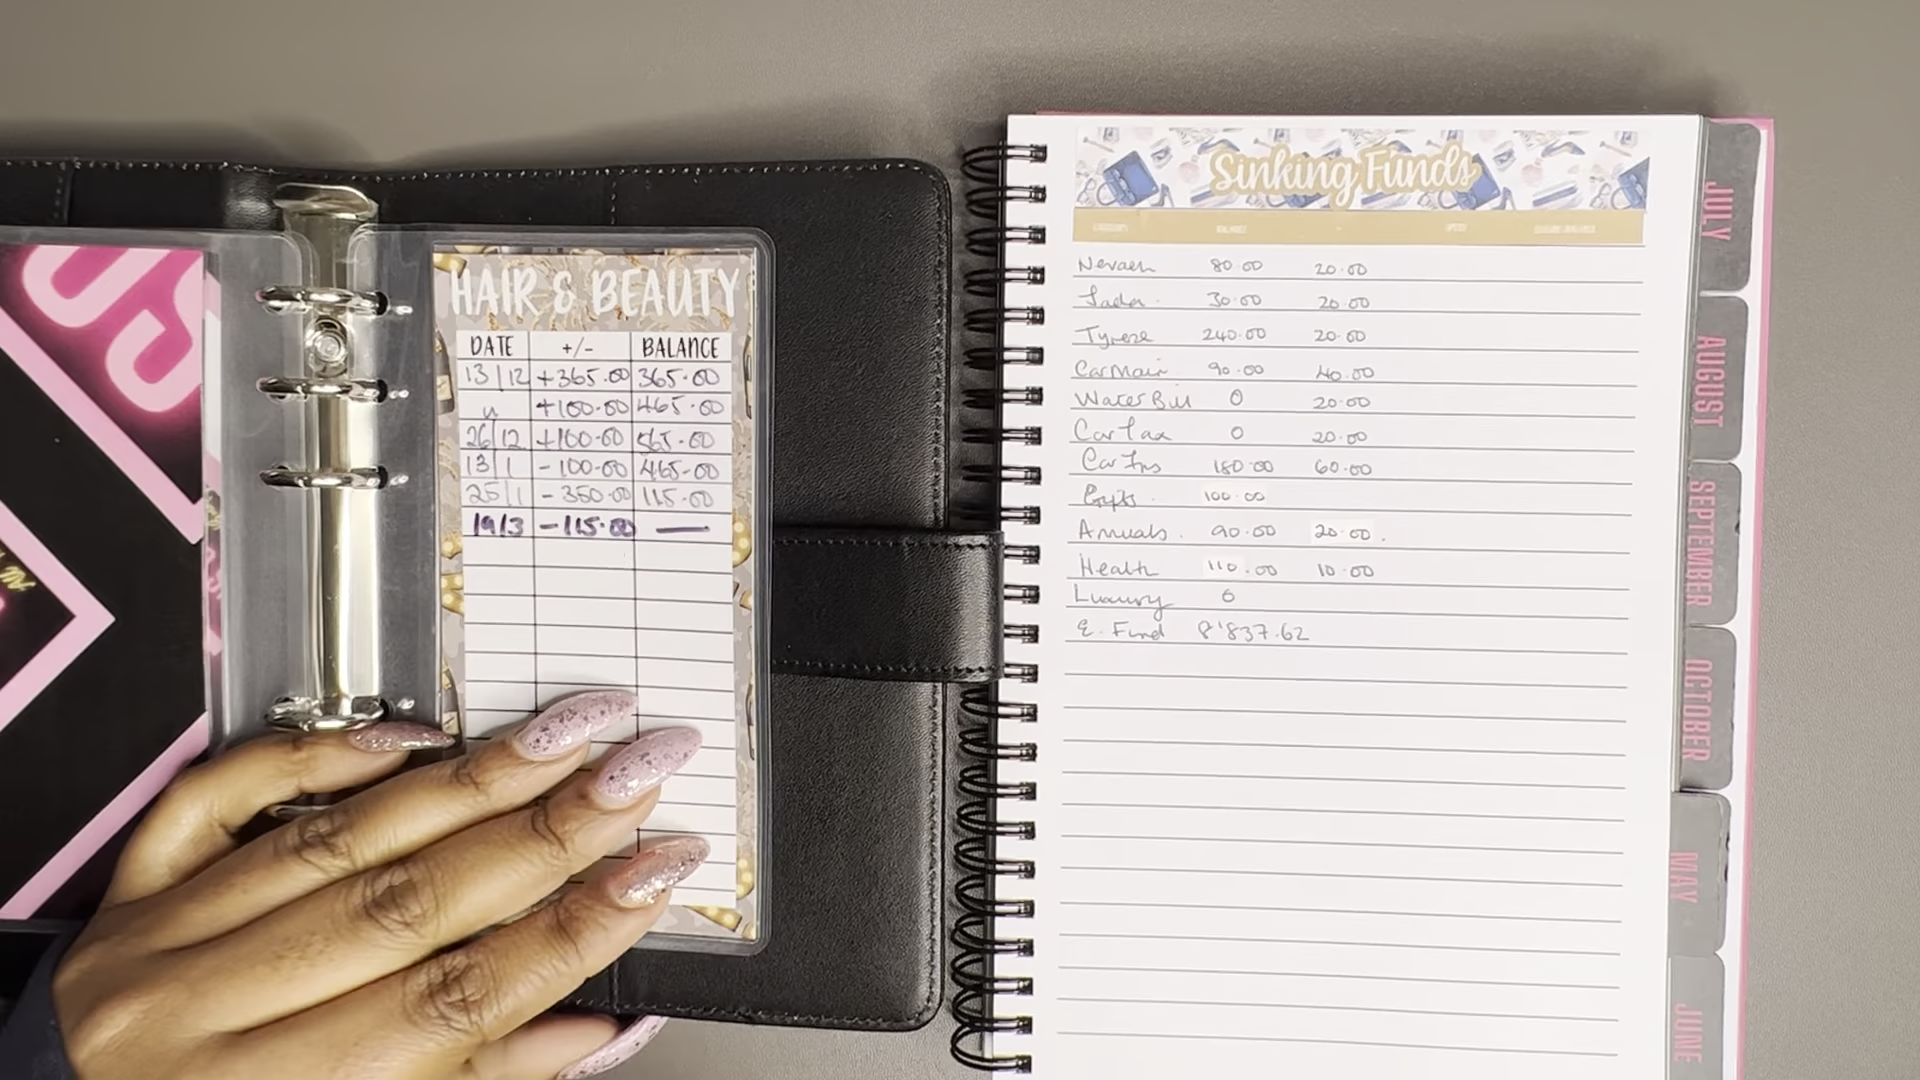 HAIR & BEAUTY
DATE +/- BALANCE
13/12 +365.00 365.00
" +100.00 465.00
26/12 +100.00 565.00
13/1 -100.00 465.00
25/1 -350.00 115.00
19/3 -115.00 —
Sinking Funds
Nevaeh 80.00 20.00
30.00 20.00
Tyrese 240.00 20.00
Car Main. 90.00 40.00
Water Bill 0 20.00
Car Tax 0 20.00
Car Ins 180.00 60.00
Gifts. 100.00
Annuals. 90.00 20.00.
Health 110.00 10.00
Luxury 0
E. Fund 8'837.62
JULY
AUGUST
SEPTEMBER
OCTOBER
MAY
JUNE